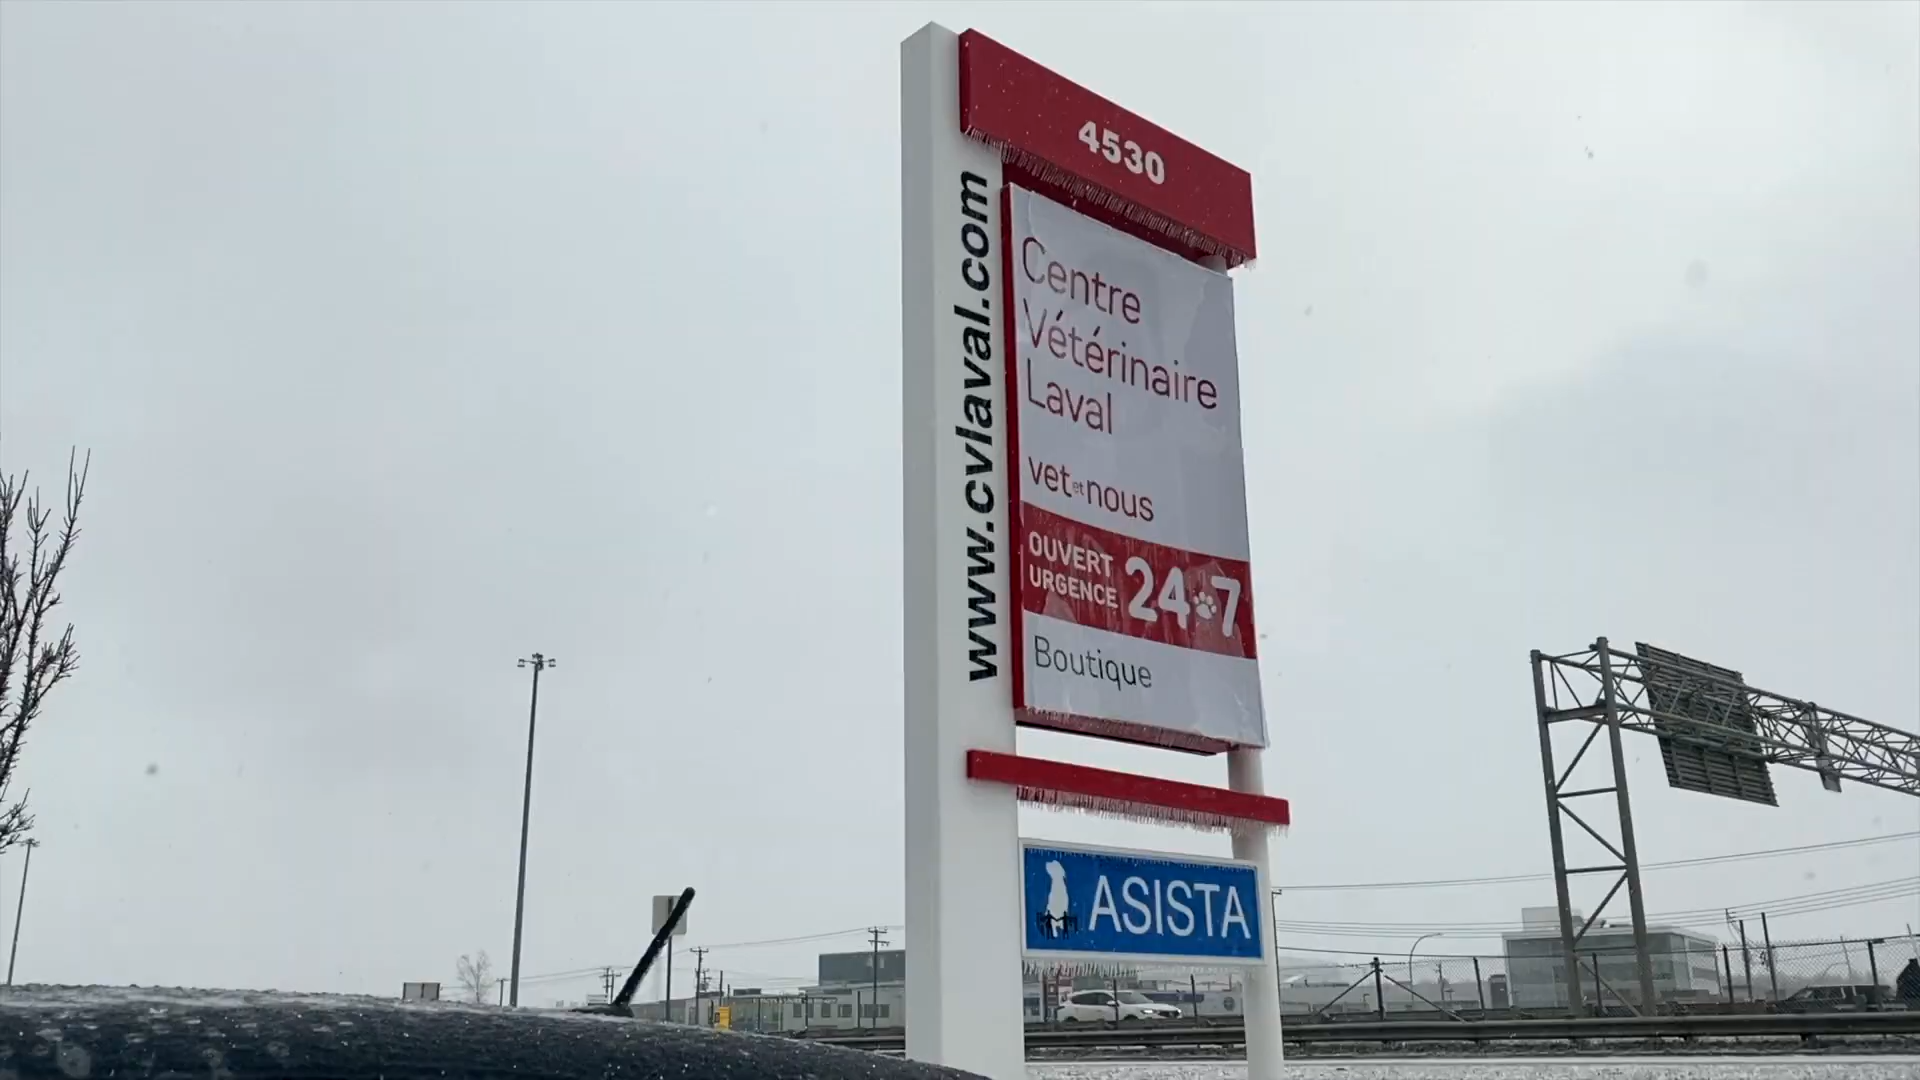 4530
www.cvlaval.com
Centre
Vétérinaire
Laval
vet et nous
OUVERT
URGENCE
24 7
Boutique
ASISTA